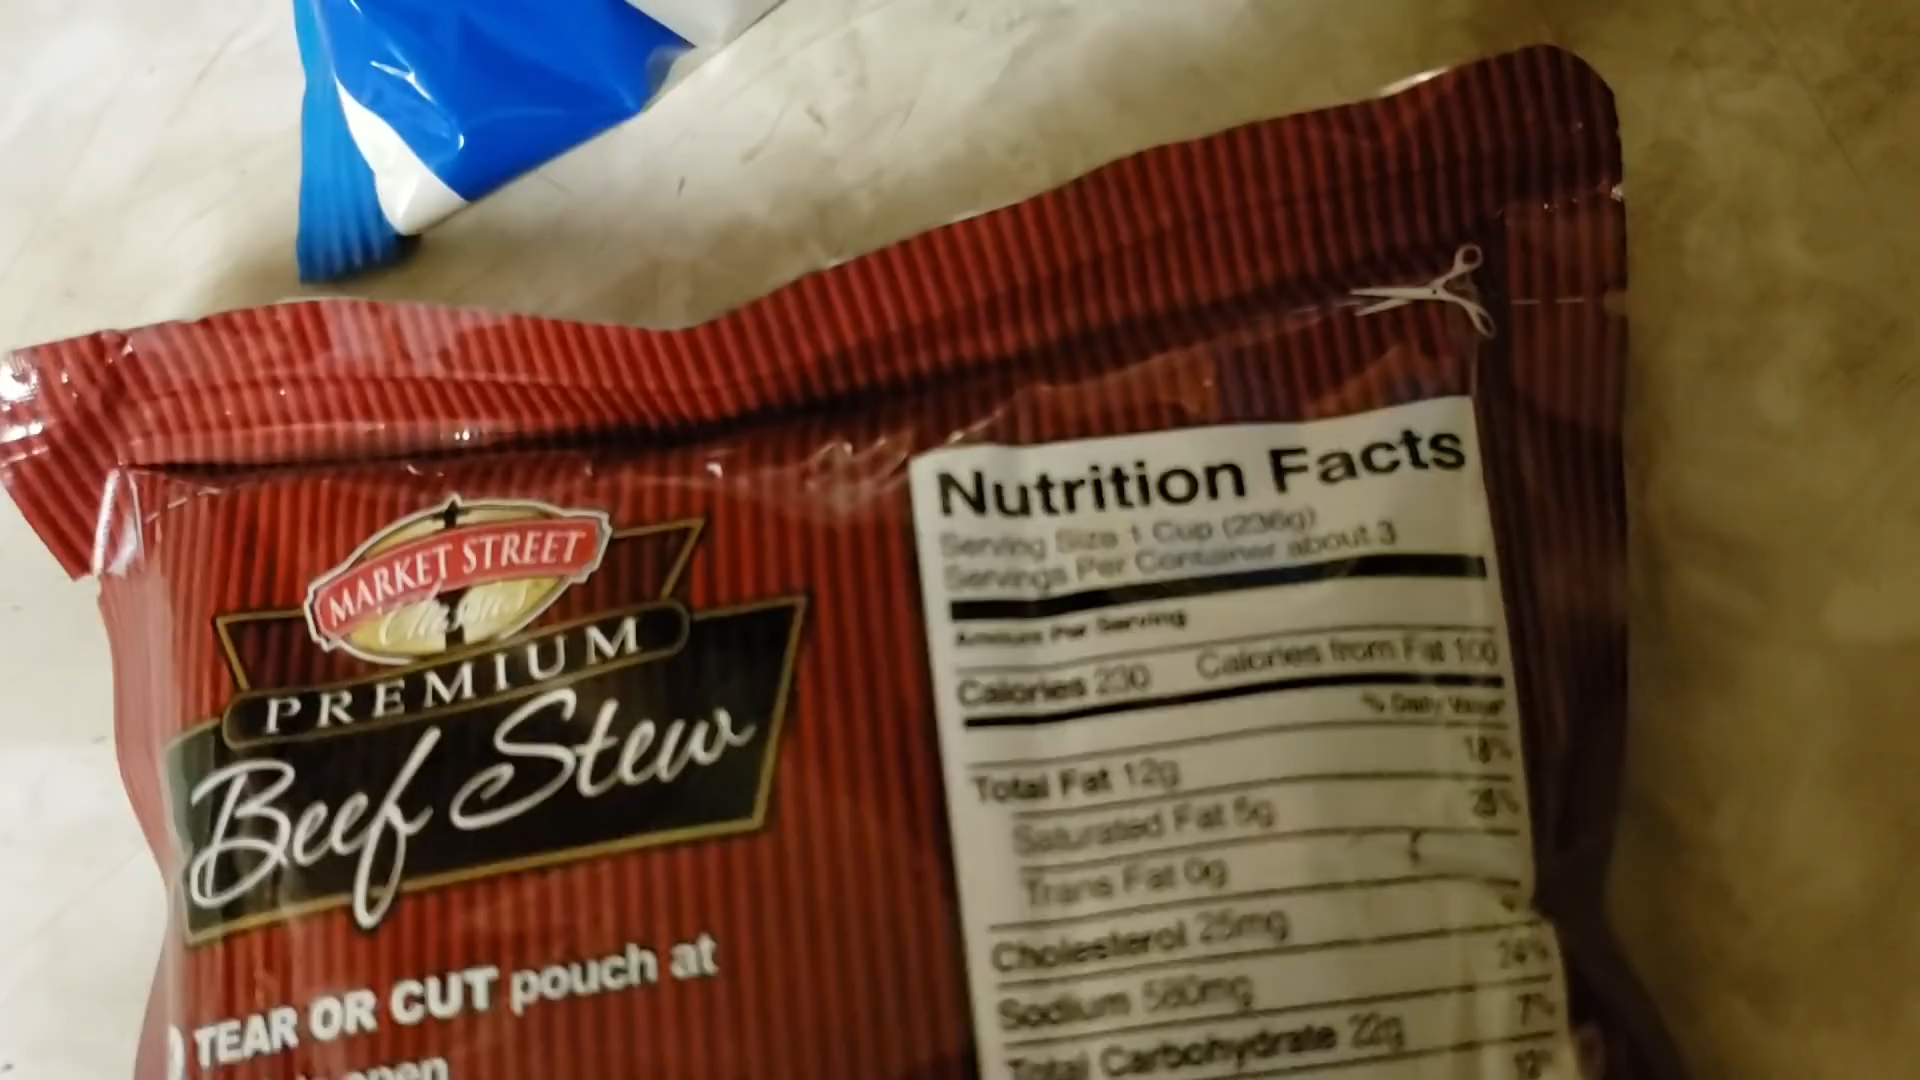 MARKET STREET
Classics
PREMIUM
Beef Stew
TEAR OR CUT pouch at
open
Nutrition Facts
Serving Size 1 Cup (236g)
Servings Per Container about 3
Amount Per Serving
Calories 230 Calories from Fat 100
% Daily Value*
Total Fat 12g 18%
Saturated Fat 5g 25%
Trans Fat 0g
Cholesterol 25mg
Sodium 580mg 24%
Total Carbohydrate 22g 7%